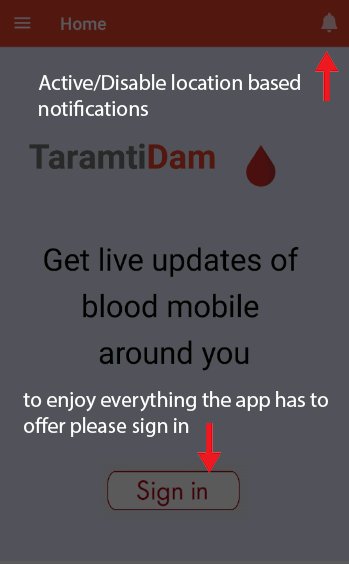 Home
Active/Disable location based
notifications
TaramtiDam
Get live updates of
blood mobile
around you
to enjoy everything the app has to
offer please sign in
Sign in